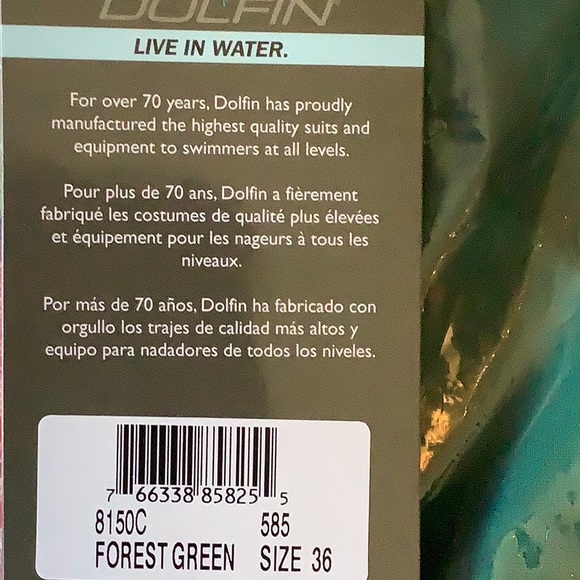 DOLFIN
LIVE IN WATER.
For over 70 years, Dolfin has proudly
manufactured the highest quality suits and
equipment to swimmers at all levels.
Pour plus de 70 ans, Dolfin a fièrement
fabriqué les costumes de qualité plus élevées
et équipement pour les nageurs à tous les
niveaux.
Por más de 70 años, Dolfin ha fabricado con
orgullo los trajes de calidad más altos y
equipo para nadadores de todos los niveles.
7 66338 85825 5
8150C 585
FOREST GREEN SIZE 36